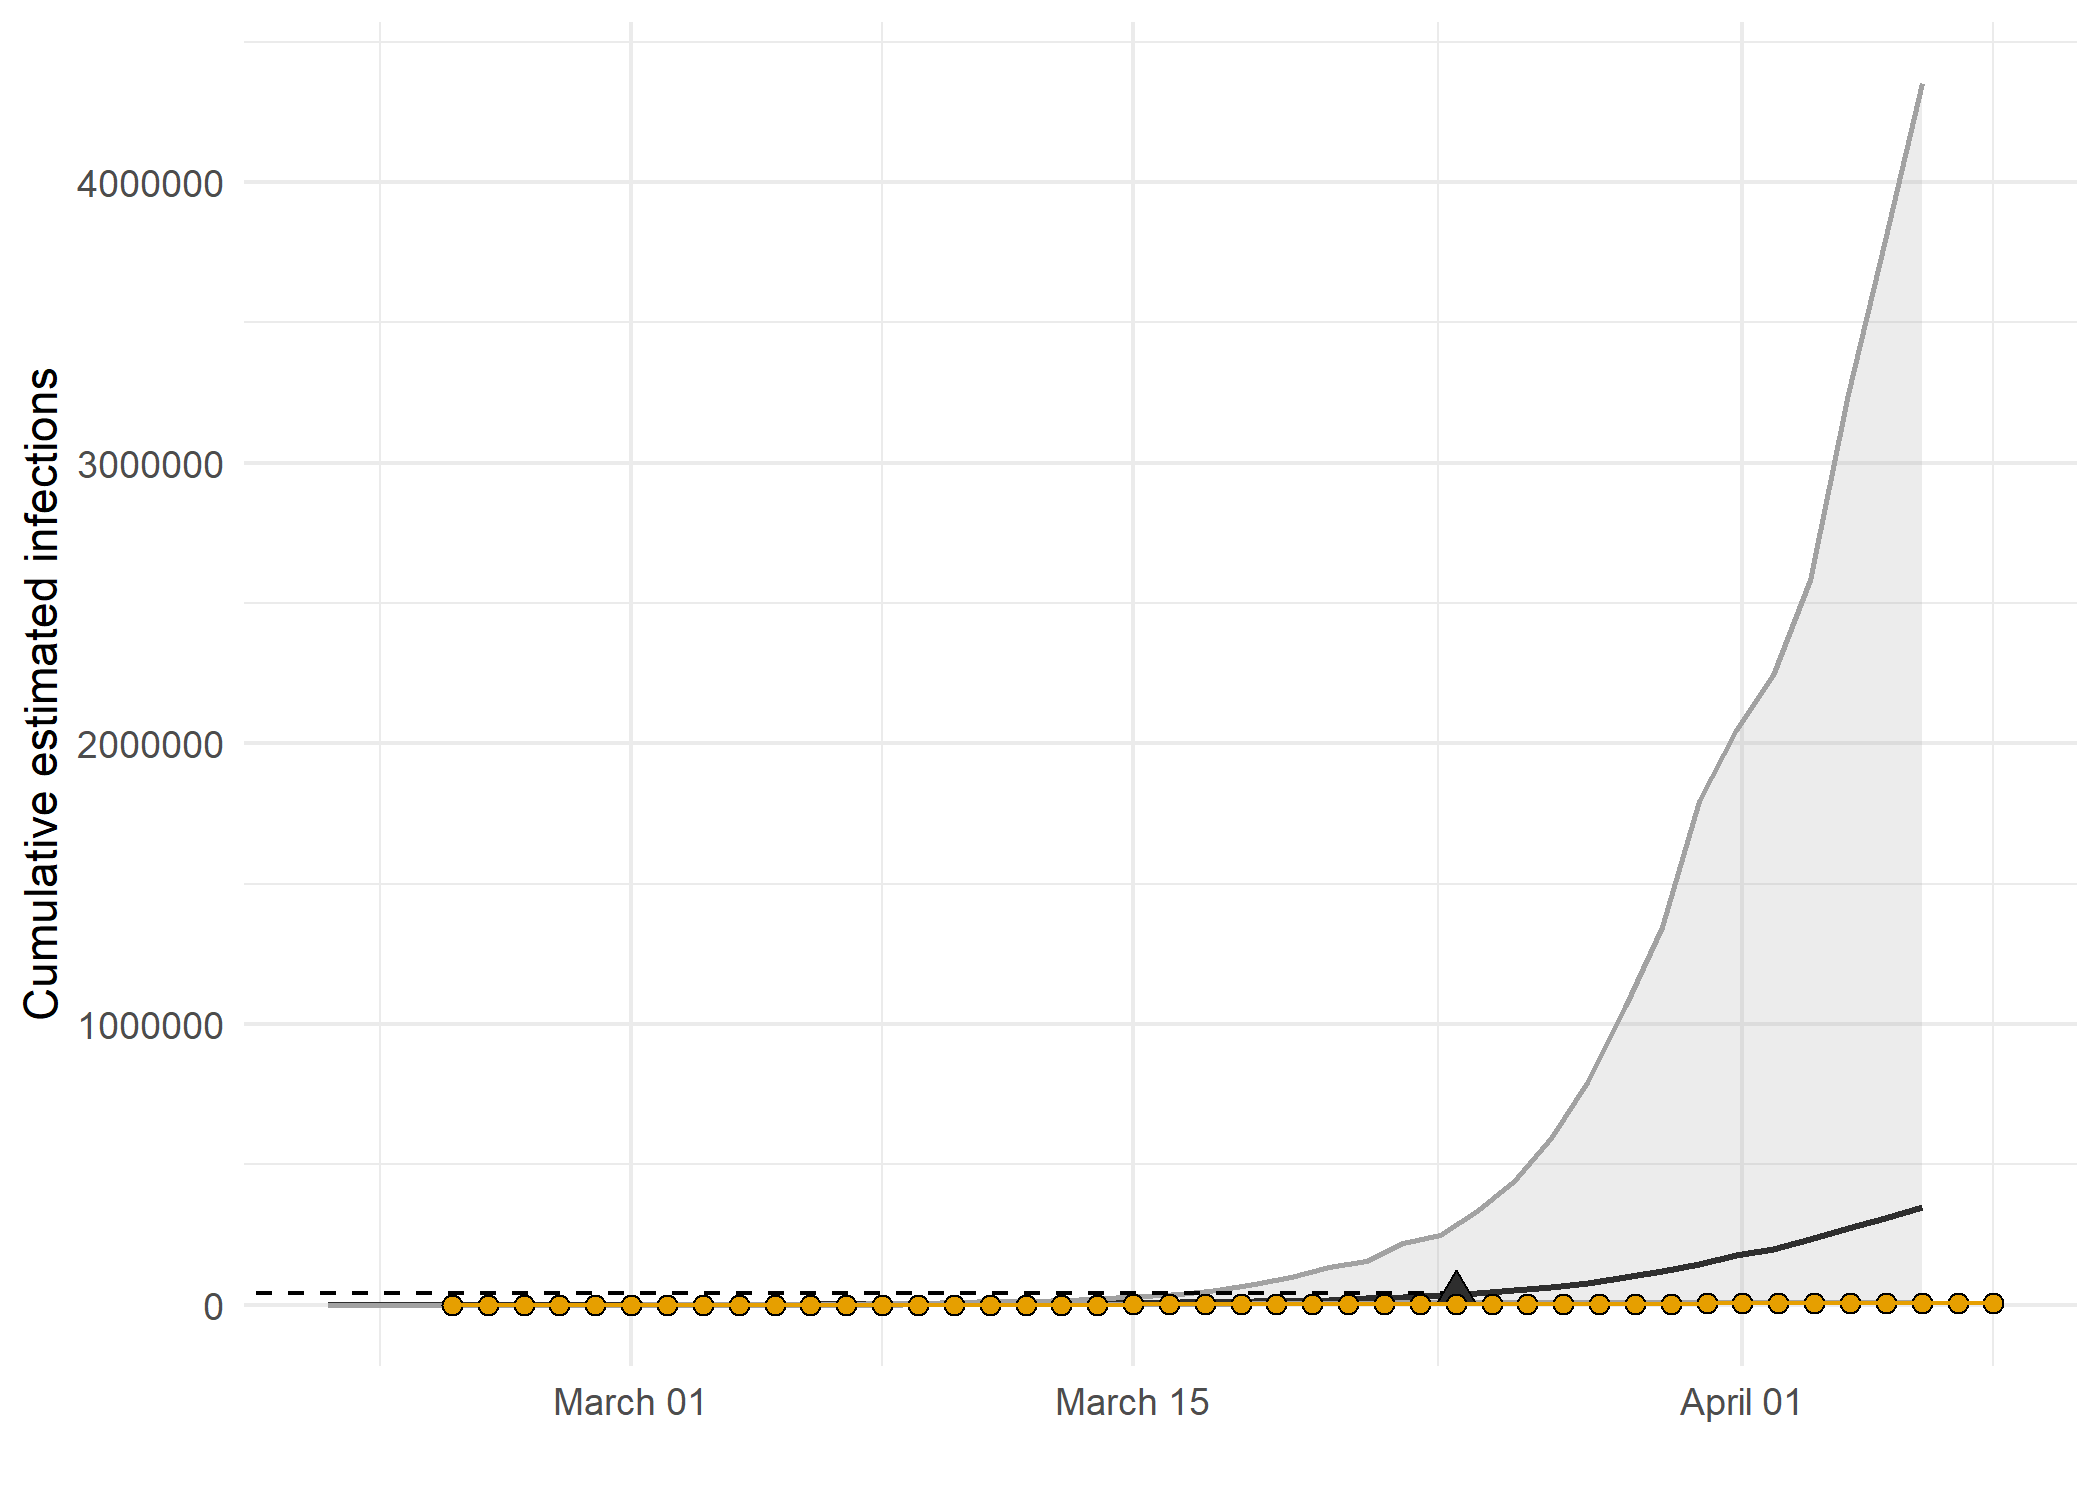 Cumulative estimated infections
4000000
3000000
2000000
1000000
0
March 01
March 15
April 01